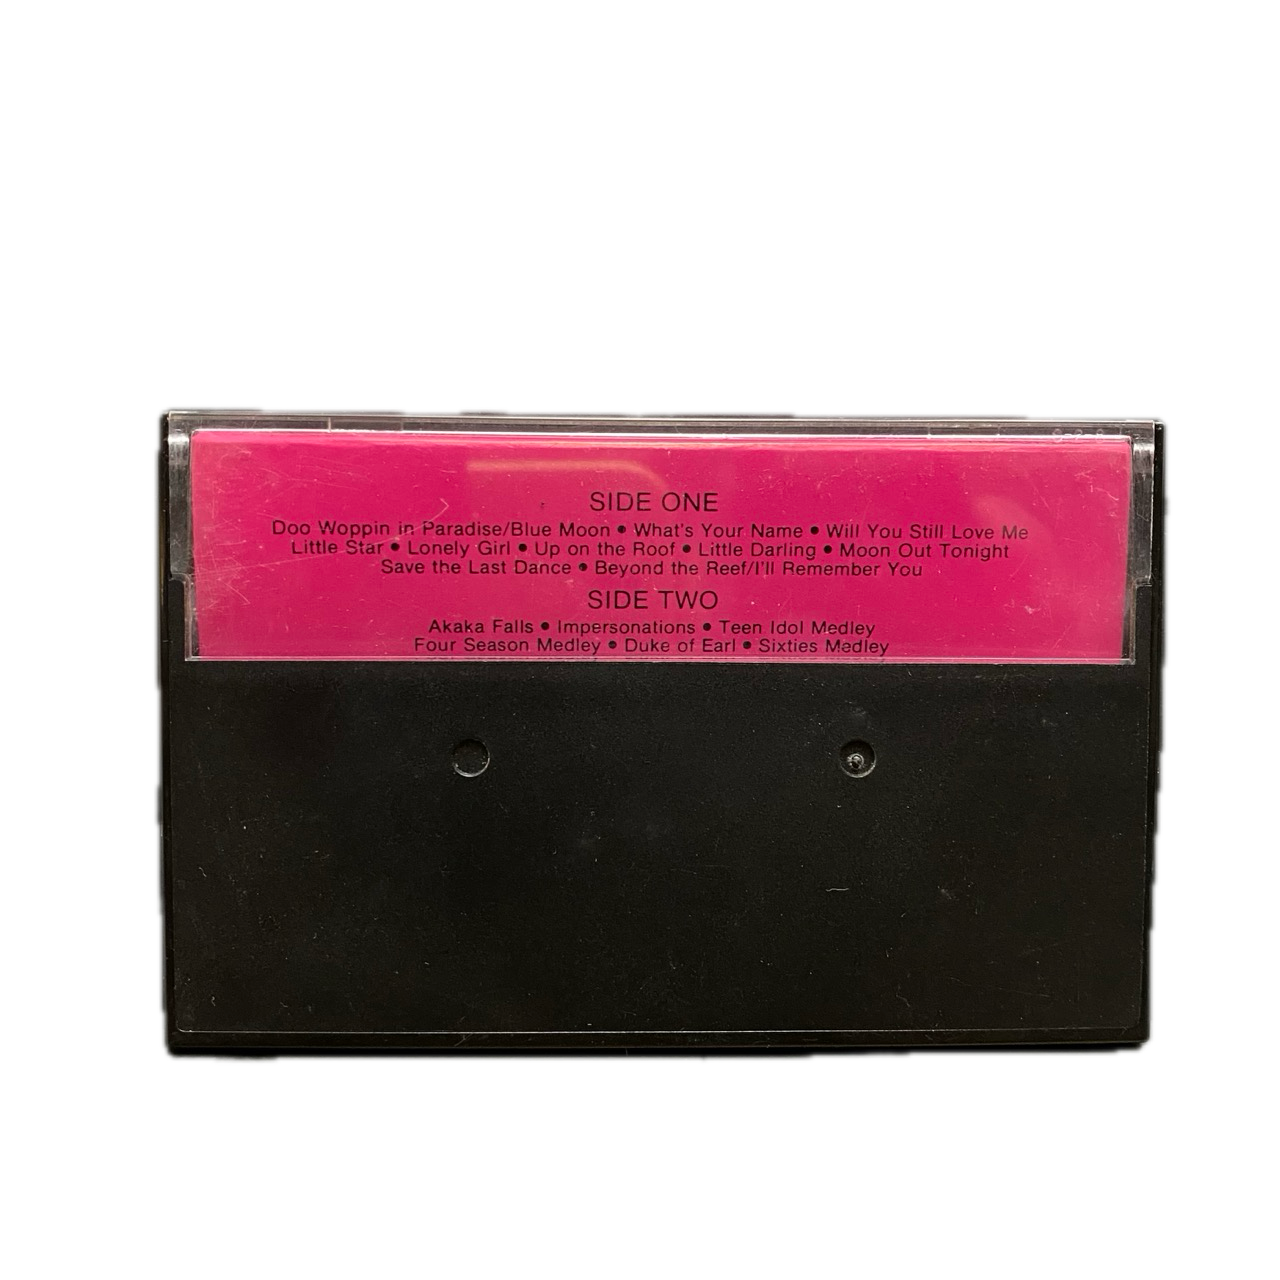 SIDE ONE
Doo Woppin in Paradise/Blue Moon • What's Your Name • Will You Still Love Me
Little Star • Lonely Girl • Up on the Roof • Little Darling • Moon Out Tonight
Save the Last Dance • Beyond the Reef/I'll Remember You
SIDE TWO
Akaka Falls • Impersonations • Teen Idol Medley
Four Season Medley • Duke of Earl • Sixties Medley